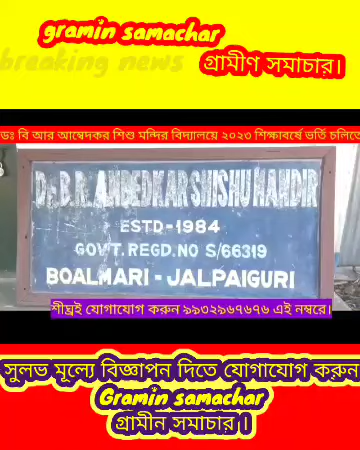 gramin samachar
breaking news
গ্রামীণ সমাচার।
ডঃ বি আর আম্বেদকর শিশু মন্দির বিদ্যালয়ে ২০২৩ শিক্ষাবর্ষে ভর্তি চলিতে
Dr. B.R. AMBEDKAR SHISHU MANDIR
ESTD-1984
GOVT. REGD. NO S/66319
BOALMARI - JALPAIGURI
শীঘ্রই যোগাযোগ করুন ৯৯৩২৯৬৭৬৭৬ এই নম্বরে।
সুলভ মূল্যে বিজ্ঞাপন দিতে যোগাযোগ করুন
Gramin samachar
গ্রামীন সমাচার ।